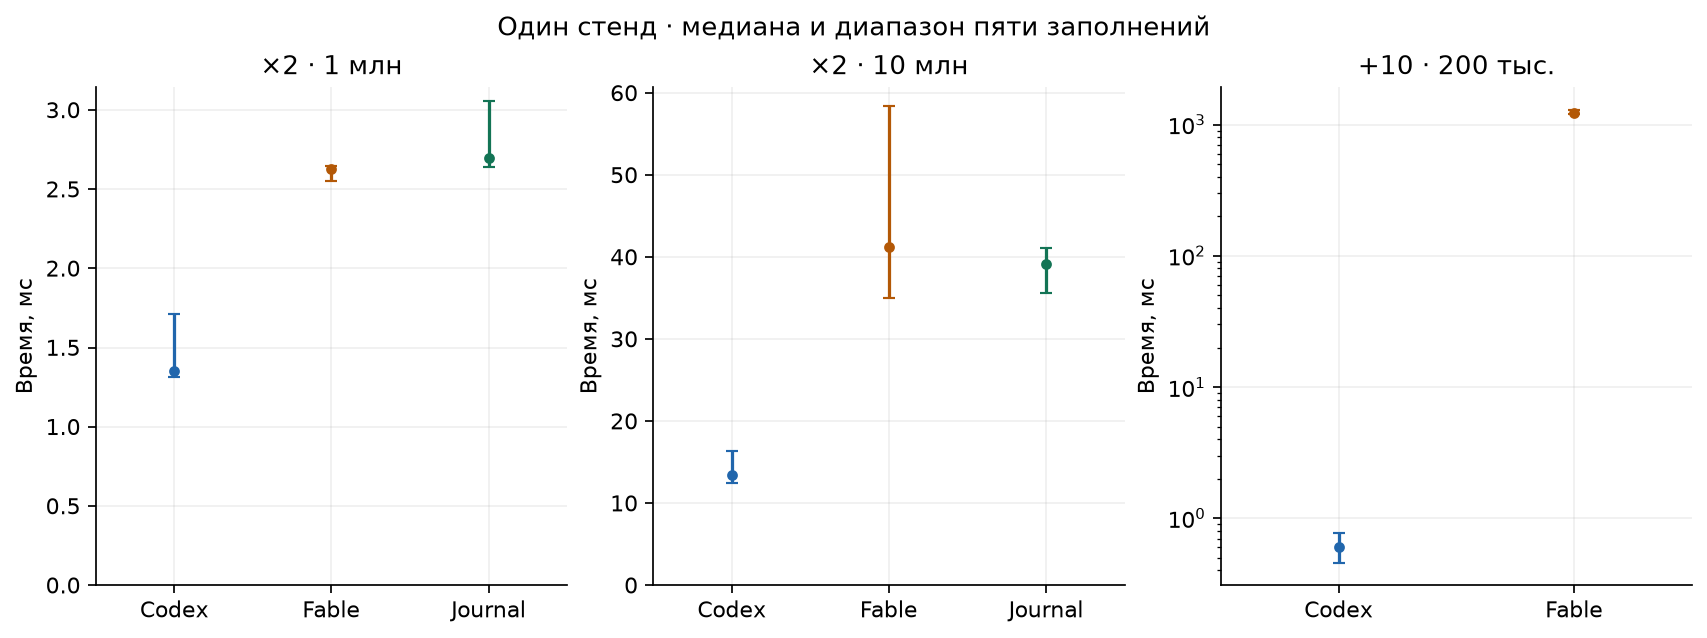 Один стенд · медиана и диапазон пяти заполнений
×2 · 1 млн
Время, мс
3.0
2.5
2.0
1.5
1.0
0.5
0.0
Codex Fable Journal
×2 · 10 млн
Время, мс
60
50
40
30
20
10
0
Codex Fable Journal
+10 · 200 тыс.
Время, мс
10³
10²
10¹
10⁰
Codex Fable